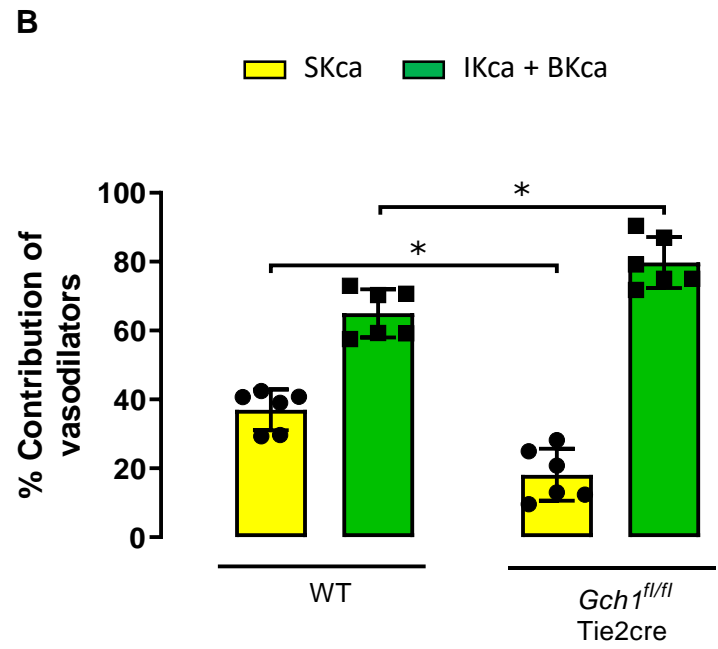 B
SKca
IKca + BKca
% Contribution of
vasodilators
100
80
60
40
20
0
*
*
WT
Gch1fl/fl
Tie2cre